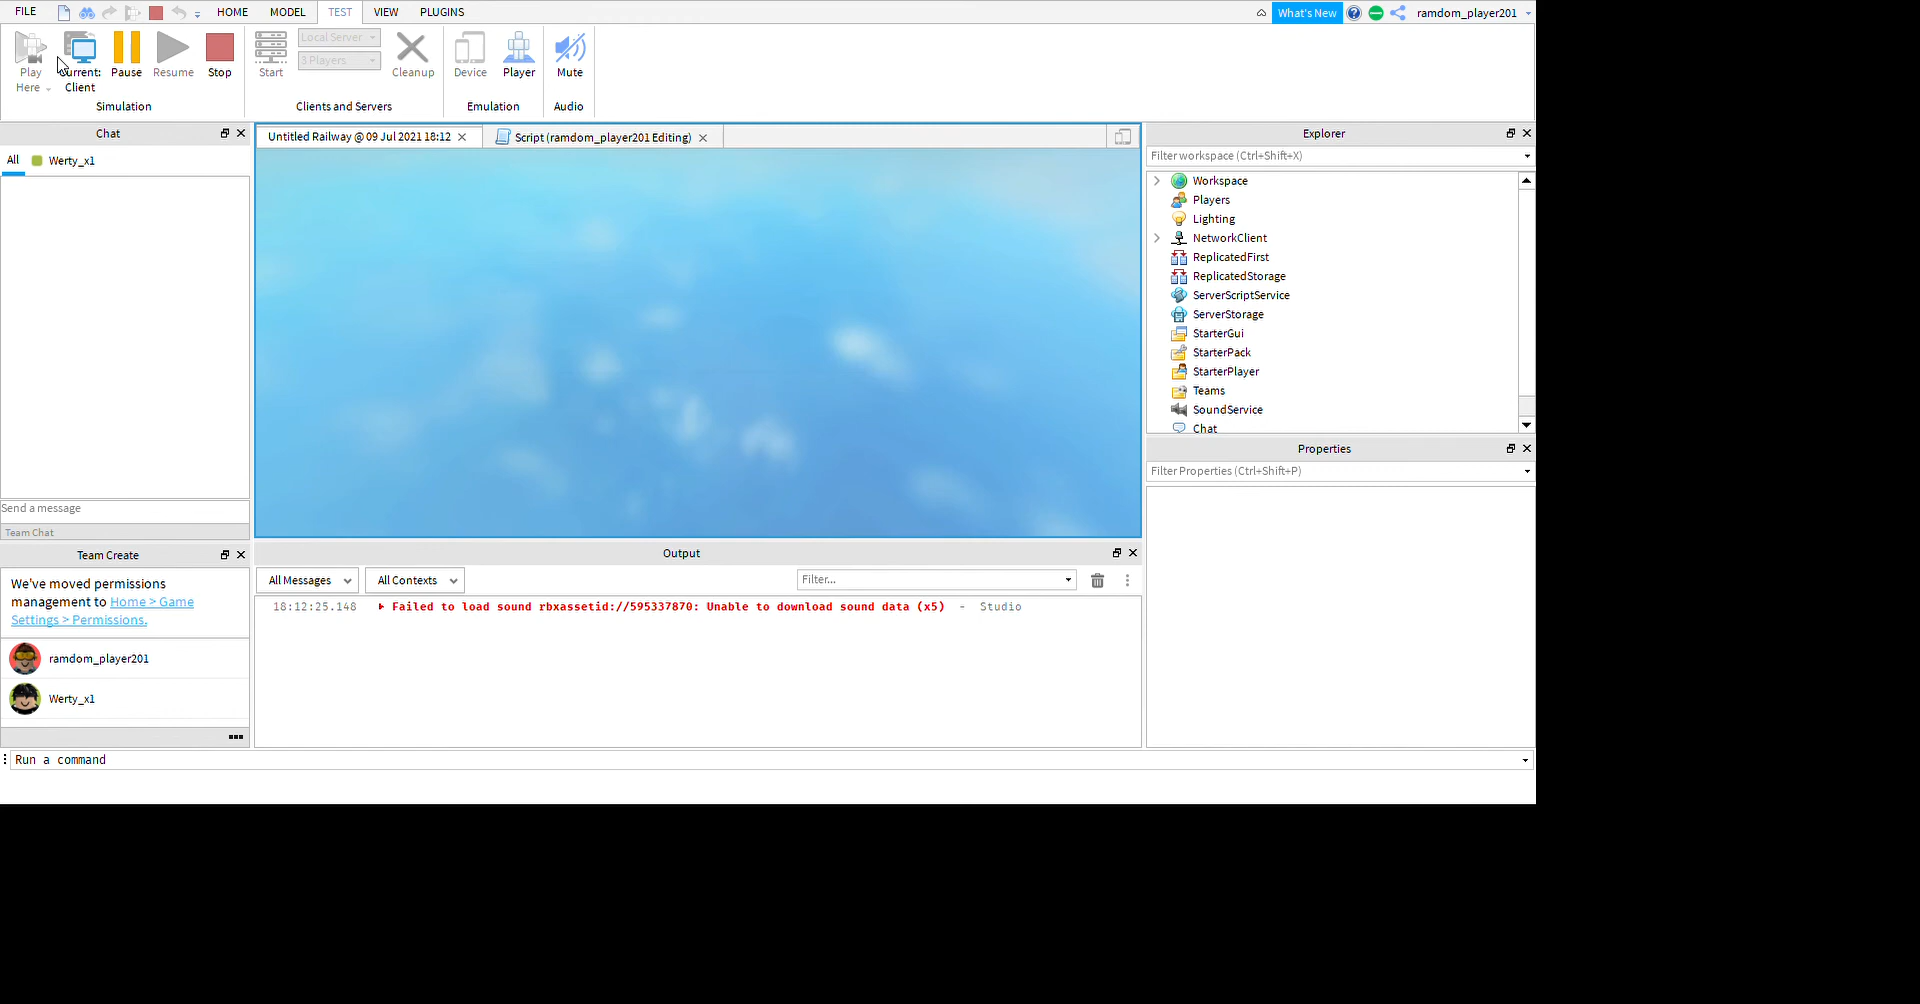 FILE HOME MODEL TEST VIEW PLUGINS What's New ramdom_player201
Play Here
Current: Client
Pause
Resume
Stop
Start
Local Server
3 Players
Cleanup
Device
Player
Mute
Simulation
Clients and Servers
Emulation
Audio
Chat
All Werty_x1
Send a message
Team Chat
Team Create
We've moved permissions
management to Home > Game
Settings > Permissions.
ramdom_player201
Werty_x1
Untitled Railway @ 09 Jul 2021 18:12
Script (ramdom_player201 Editing)
Output
All Messages
All Contexts
Filter...
18:12:25.148 Failed to load sound rbxassetid://595337870: Unable to download sound data (x5) - Studio
Explorer
Filter workspace (Ctrl+Shift+X)
Workspace
Players
Lighting
NetworkClient
ReplicatedFirst
ReplicatedStorage
ServerScriptService
ServerStorage
StarterGui
StarterPack
StarterPlayer
Teams
SoundService
Chat
Properties
Filter Properties (Ctrl+Shift+P)
Run a command